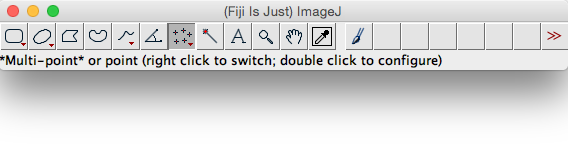 (Fiji Is Just) ImageJ
A
>>
*Multi-point* or point (right click to switch; double click to configure)